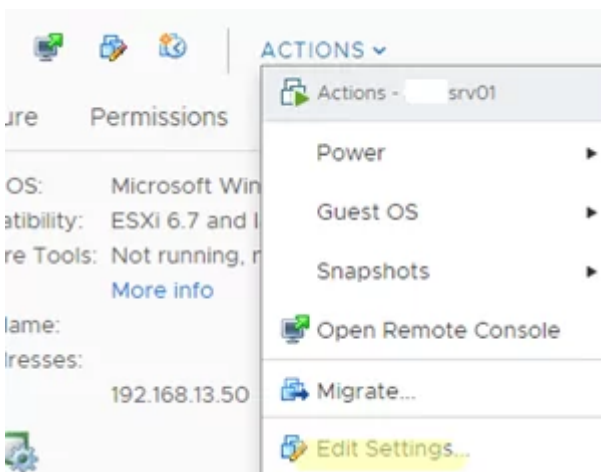 ACTIONS
Actions - srv01
ure Permissions
Power
OS: Microsoft Win
atibility: ESXi 6.7 and l
Guest OS
re Tools: Not running, r
More info
Snapshots
lame:
Open Remote Console
resses:
192.168.13.50
Migrate...
Edit Settings...